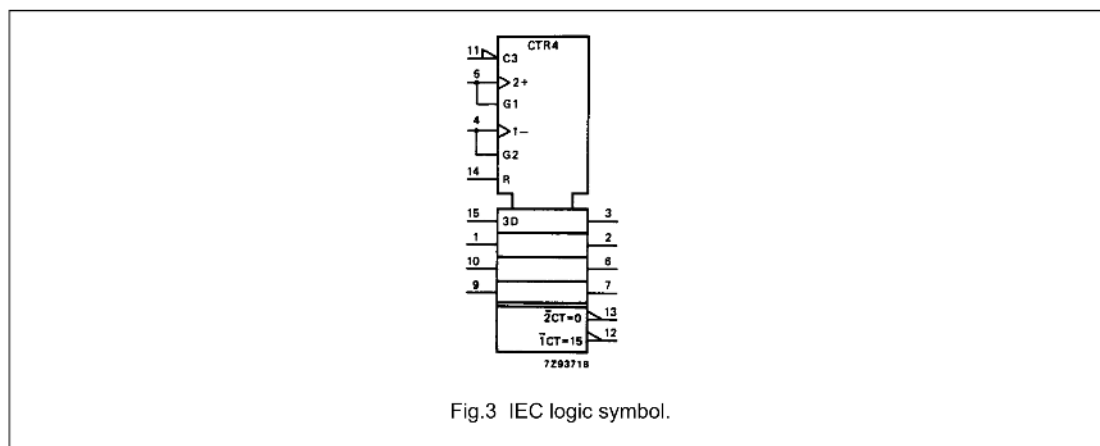 CTR4
11 C3
5 2+
G1
4 1−
G2
14 R
15 3D 3
1 2
10 6
9 7
2̅CT=0 13
1̅CT=15 12
7Z93718
Fig.3 IEC logic symbol.